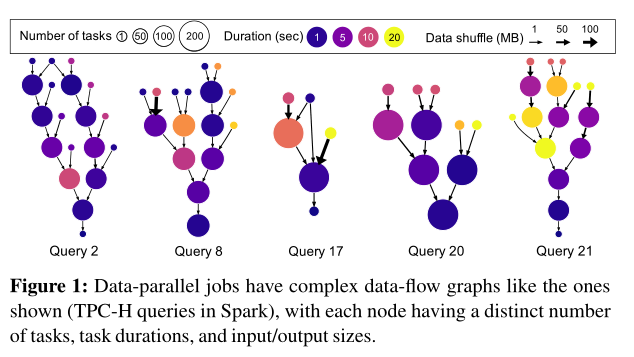 Number of tasks 1 50 100 200 Duration (sec) 1 5 10 20 Data shuffle (MB) 1 50 100
Query 2 Query 8 Query 17 Query 20 Query 21
Figure 1: Data-parallel jobs have complex data-flow graphs like the ones
shown (TPC-H queries in Spark), with each node having a distinct number
of tasks, task durations, and input/output sizes.